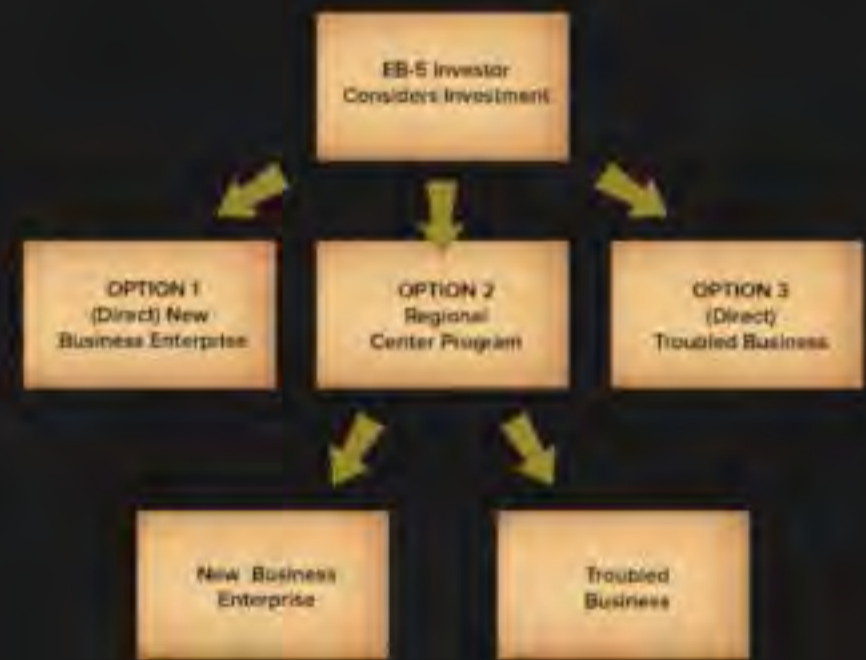 EB-5 Investor
Considers Investment
OPTION 1
(Direct) New
Business Enterprise
OPTION 2
Regional
Center Program
OPTION 3
(Direct)
Troubled Business
New Business
Enterprise
Troubled
Business